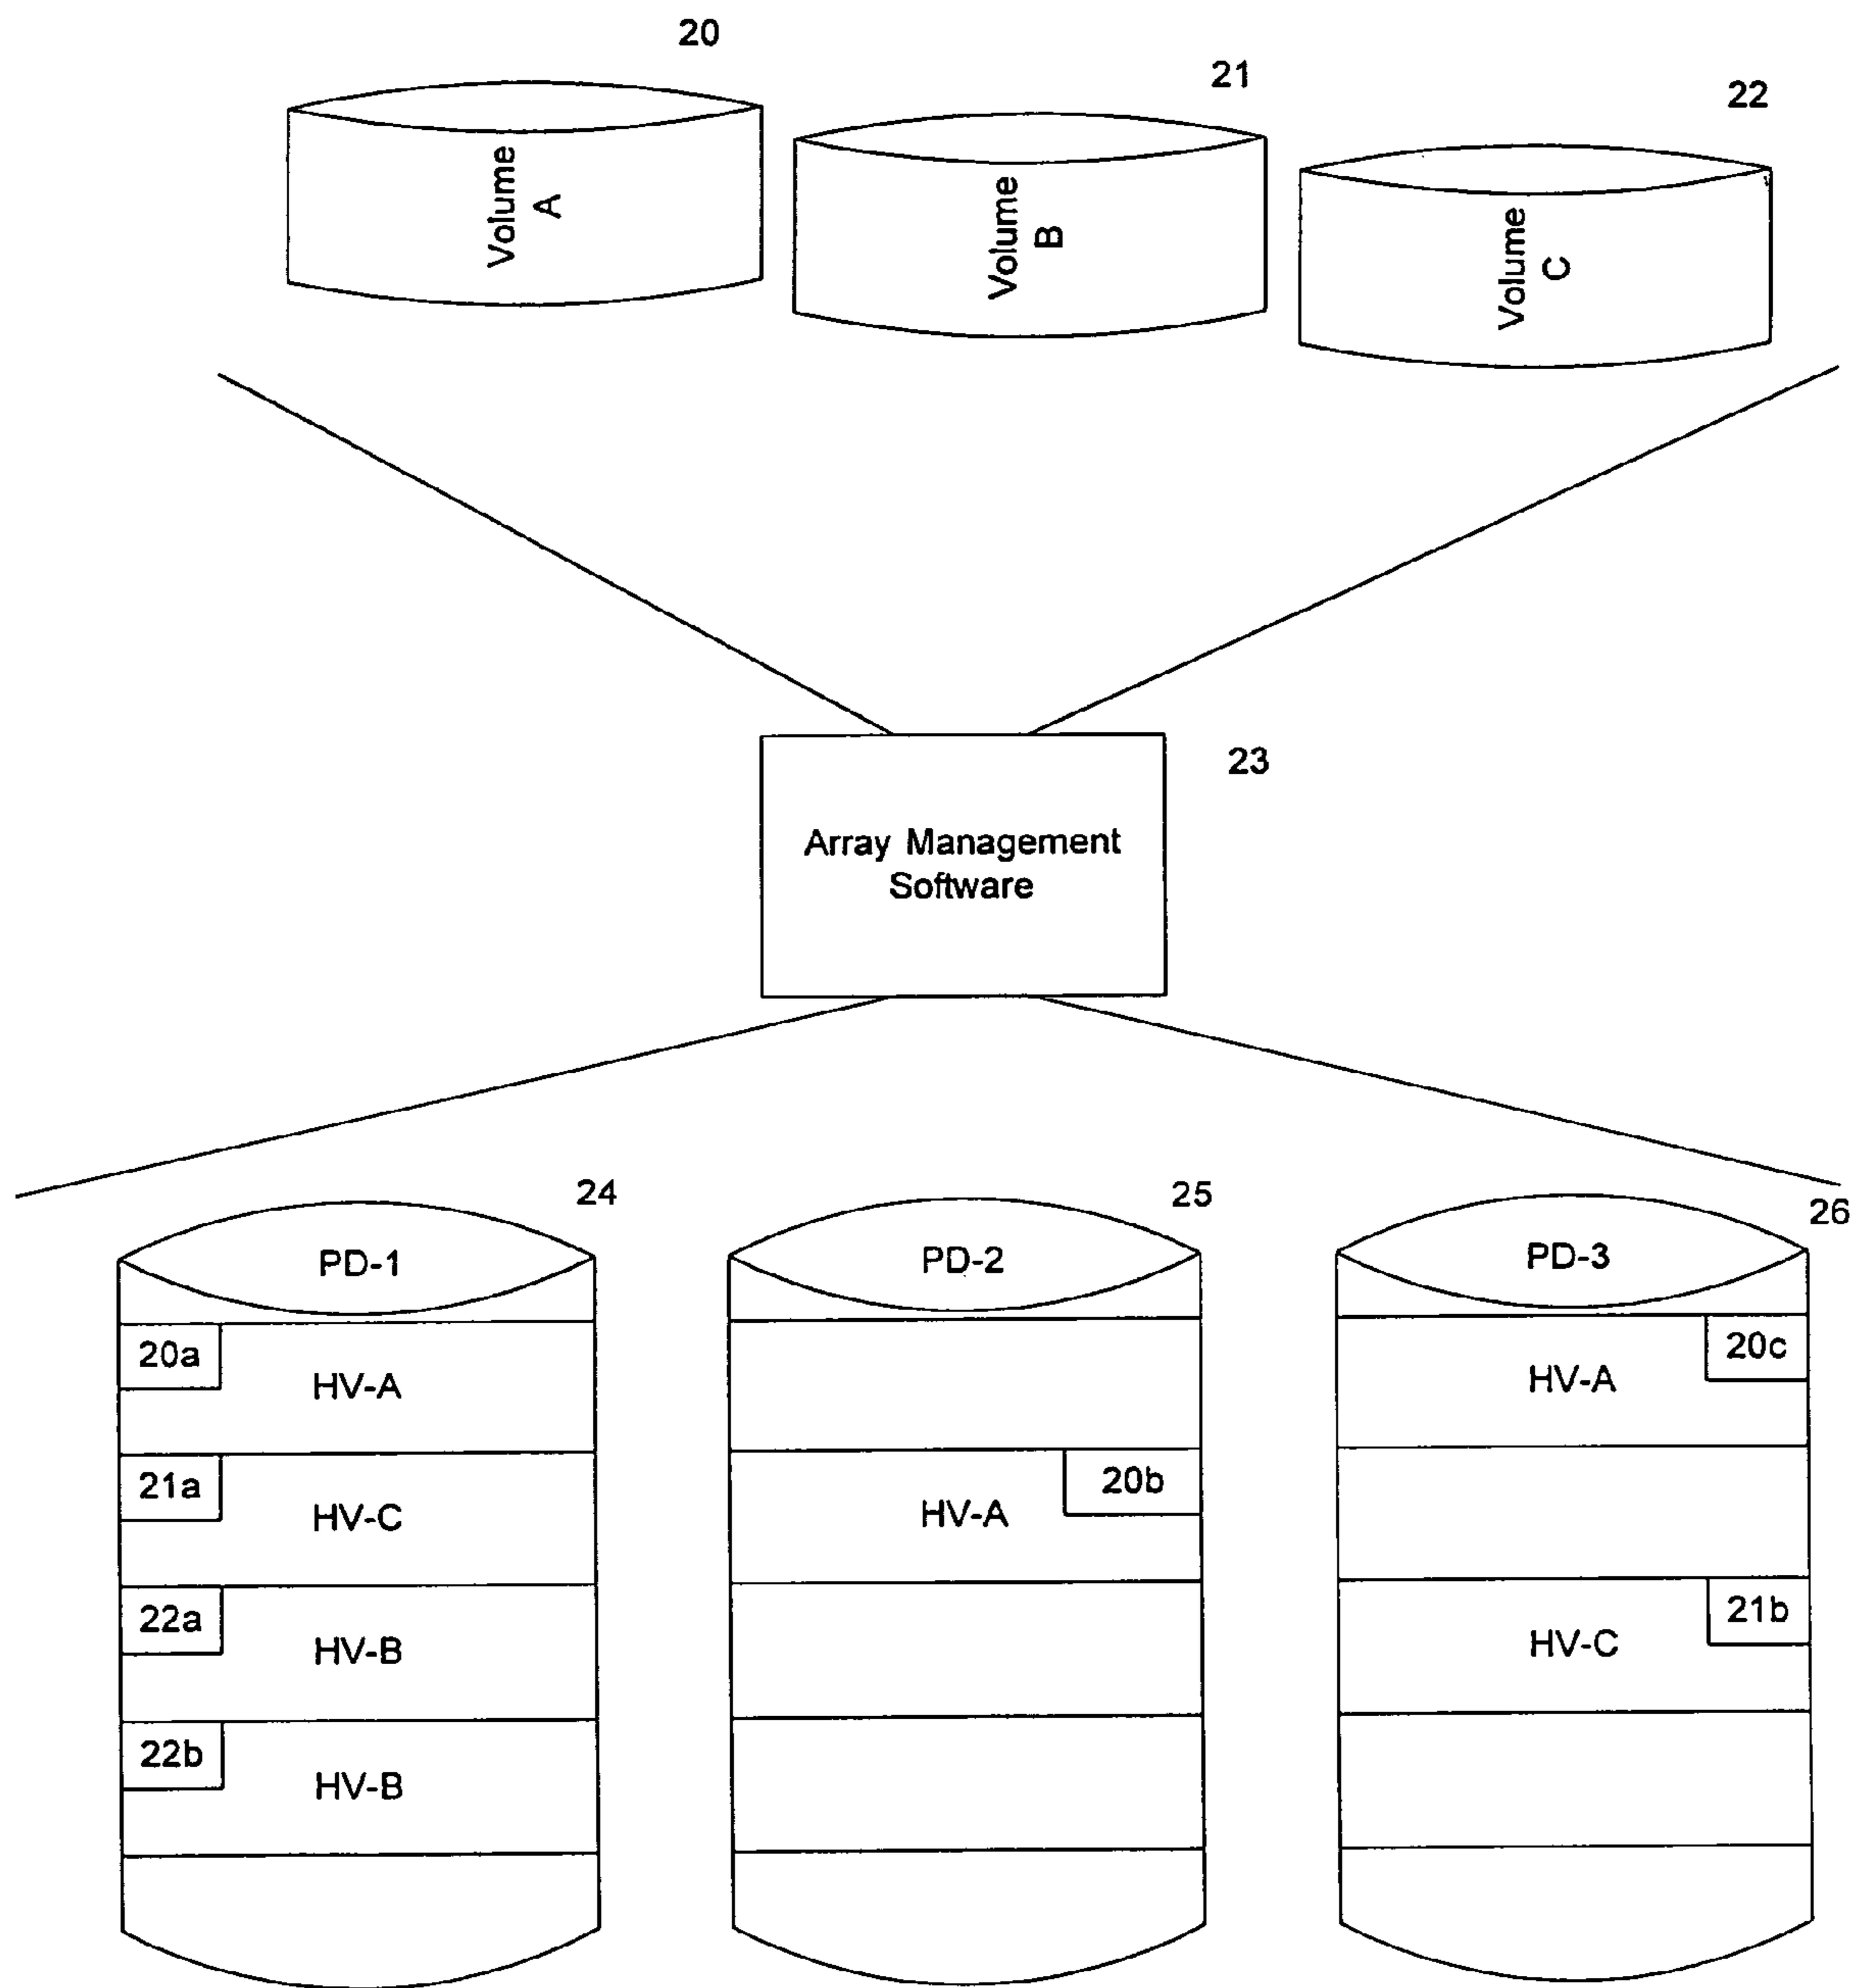 20
21
22
Volume
A
Volume
B
Volume
C
23
Array Management
Software
24
25
26
PD-1
PD-2
PD-3
20a
HV-A
20c
HV-A
21a
HV-C
20b
HV-A
22a
HV-B
21b
HV-C
22b
HV-B